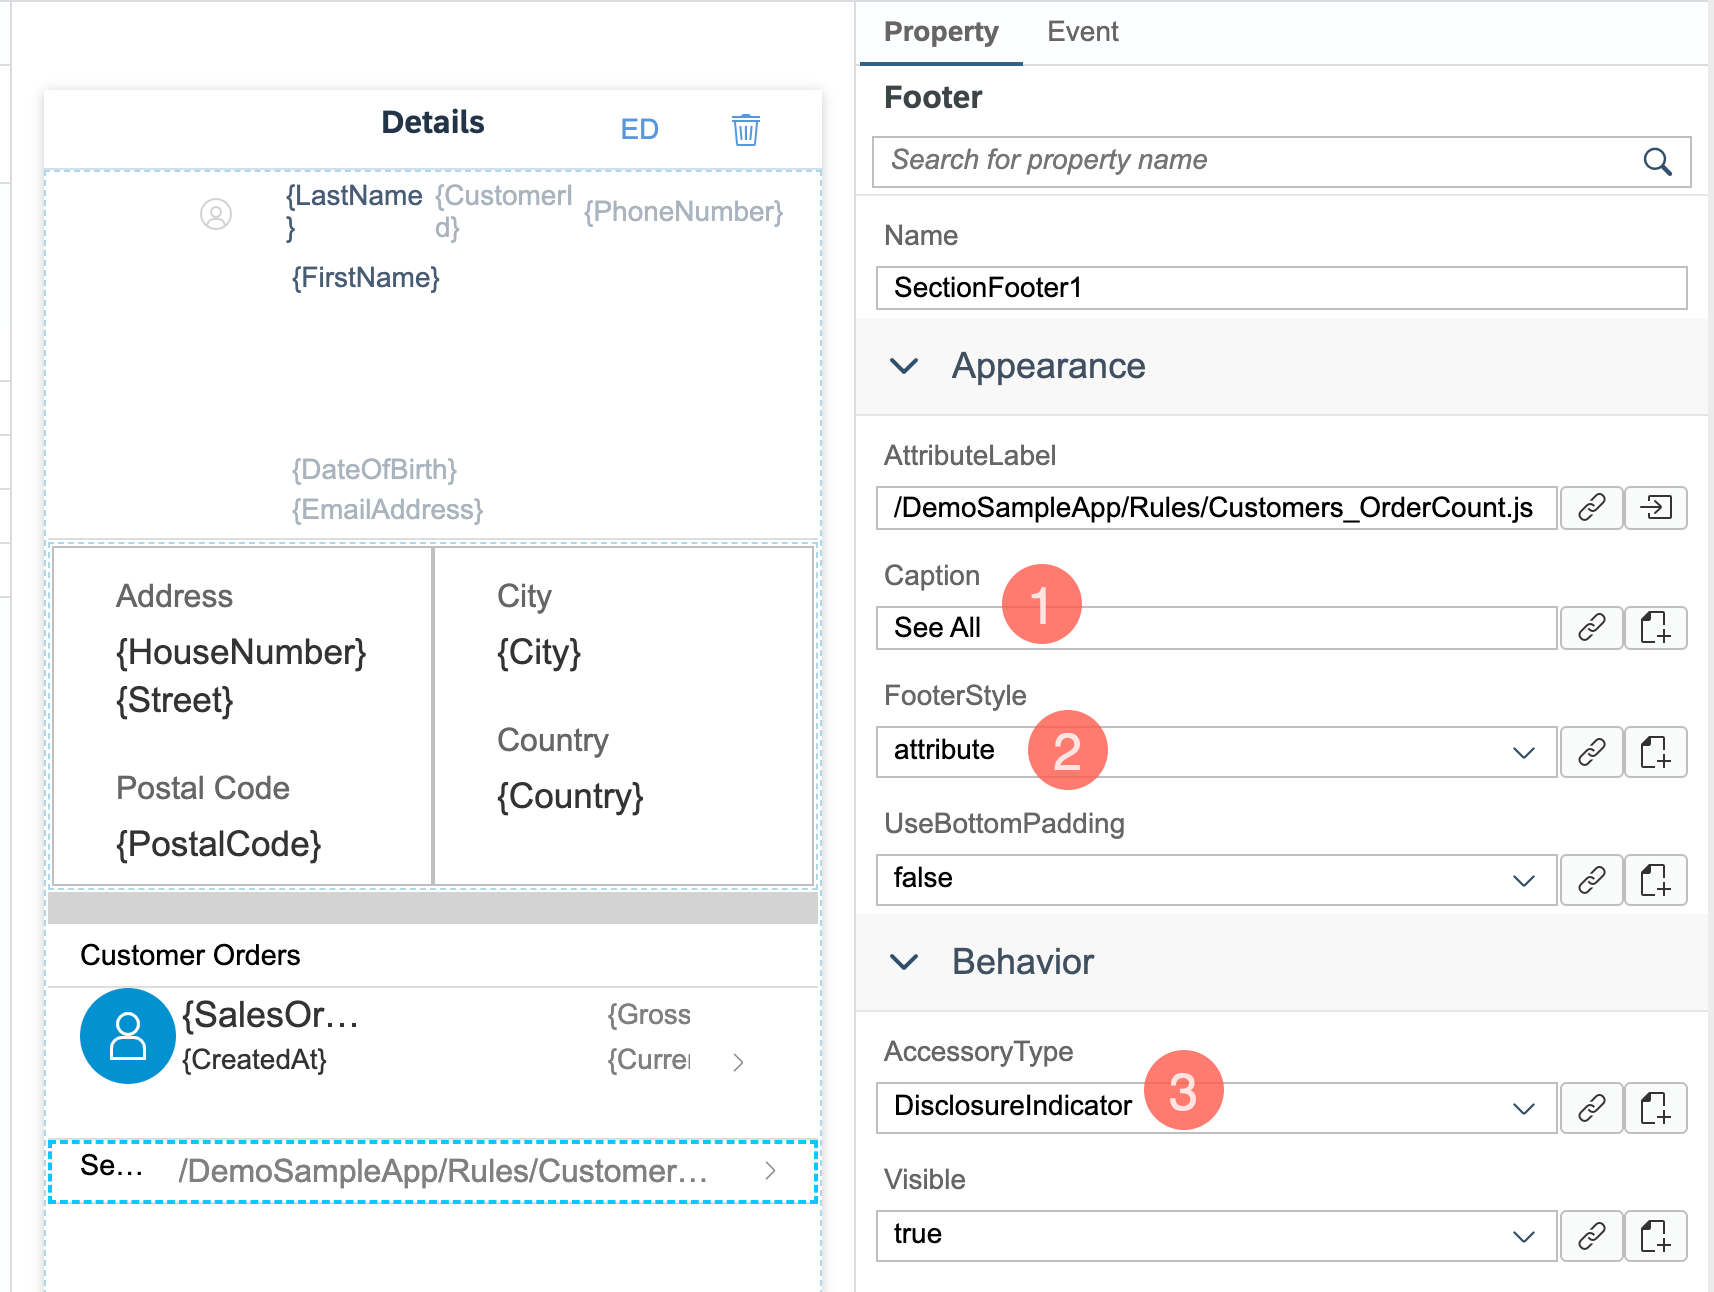 Details
ED
{LastName
}
{CustomerI
d}
{PhoneNumber}
{FirstName}
{DateOfBirth}
{EmailAddress}
Address
{HouseNumber}
{Street}
Postal Code
{PostalCode}
City
{City}
Country
{Country}
Customer Orders
{SalesOr...
{CreatedAt}
{Gross
{Currer
Se...
/DemoSampleApp/Rules/Customer...
Property
Event
Footer
Search for property name
Name
SectionFooter1
Appearance
AttributeLabel
/DemoSampleApp/Rules/Customers_OrderCount.js
Caption
1
See All
FooterStyle
attribute
2
UseBottomPadding
false
Behavior
AccessoryType
DisclosureIndicator
3
Visible
true